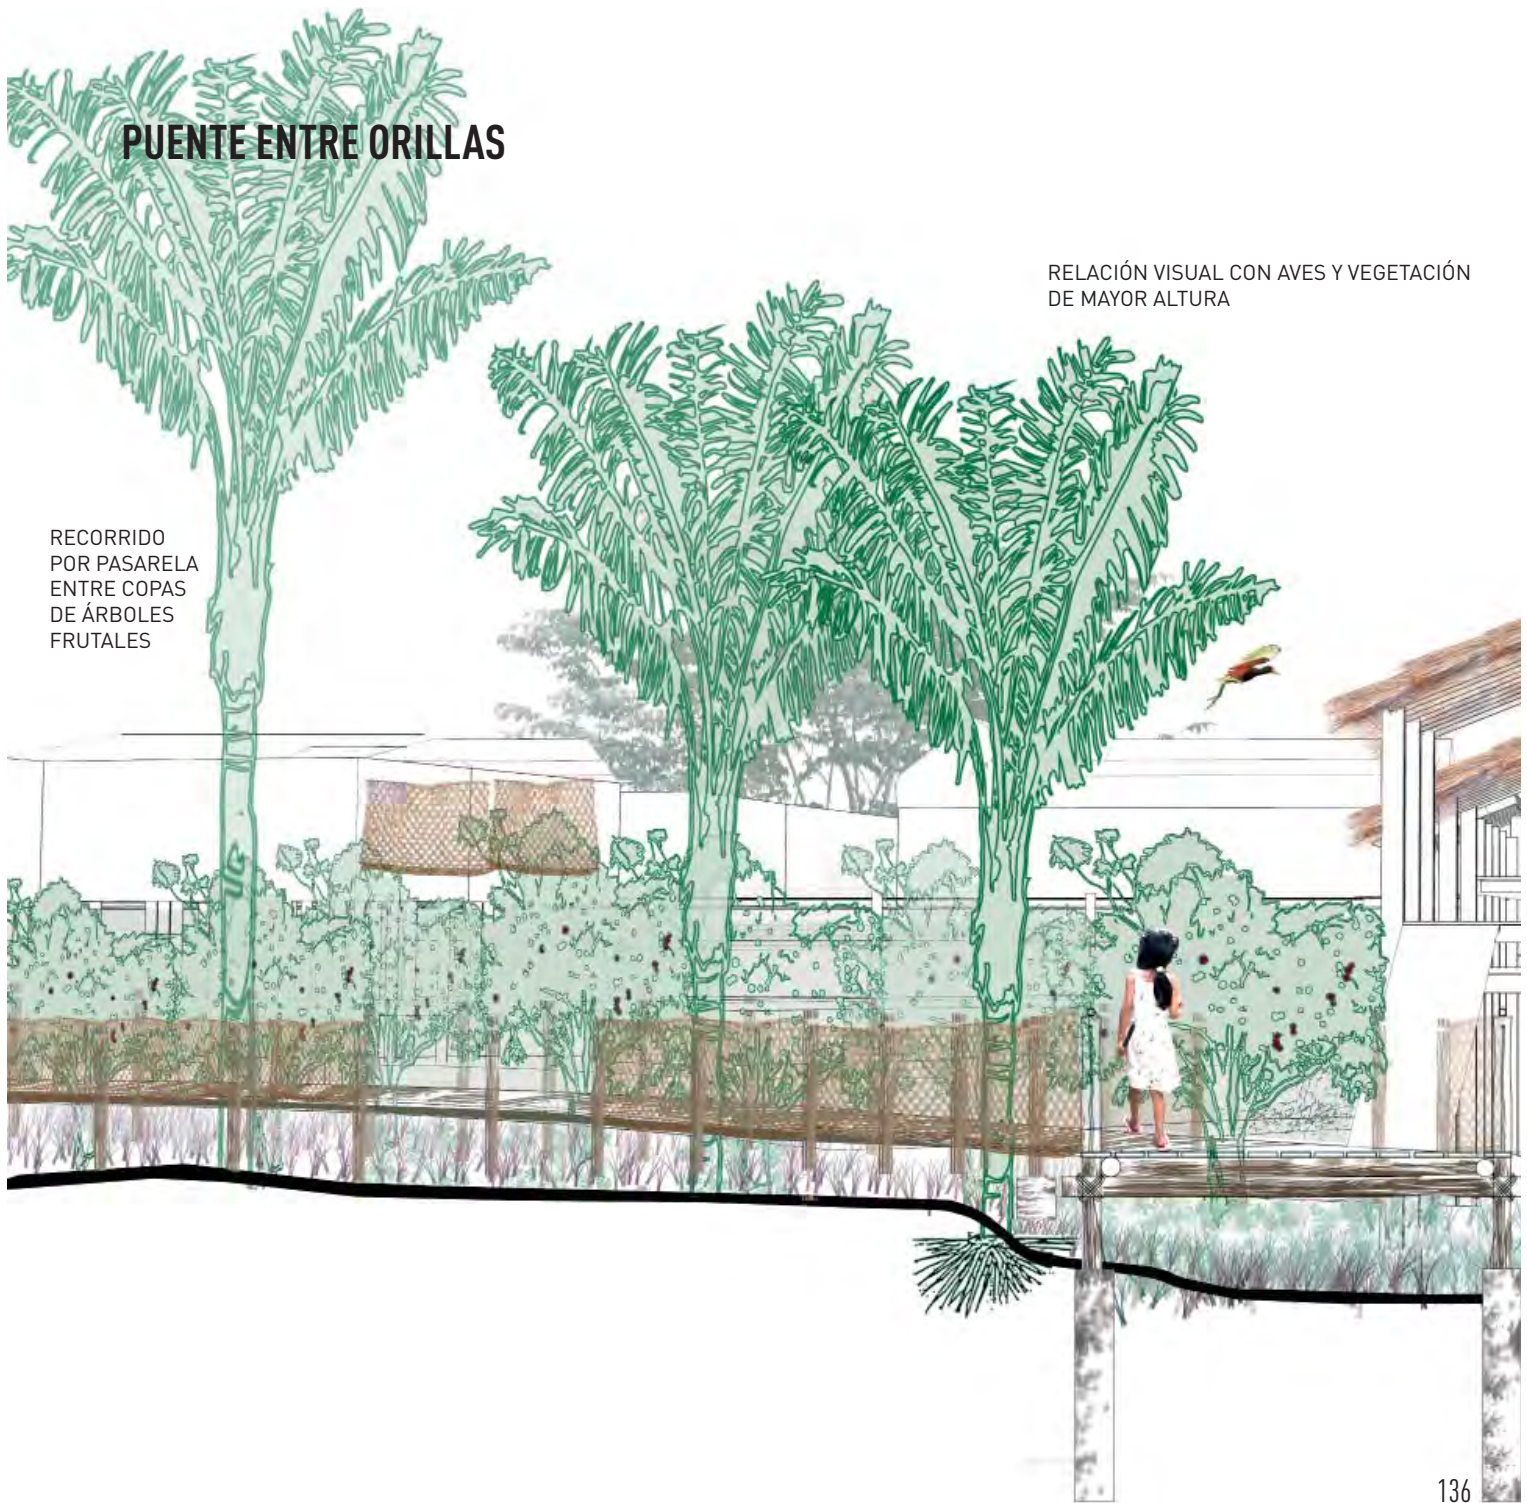 PUENTE ENTRE ORILLAS
RELACIÓN VISUAL CON AVES Y VEGETACIÓN
DE MAYOR ALTURA
RECORRIDO
POR PASARELA
ENTRE COPAS
DE ÁRBOLES
FRUTALES
136